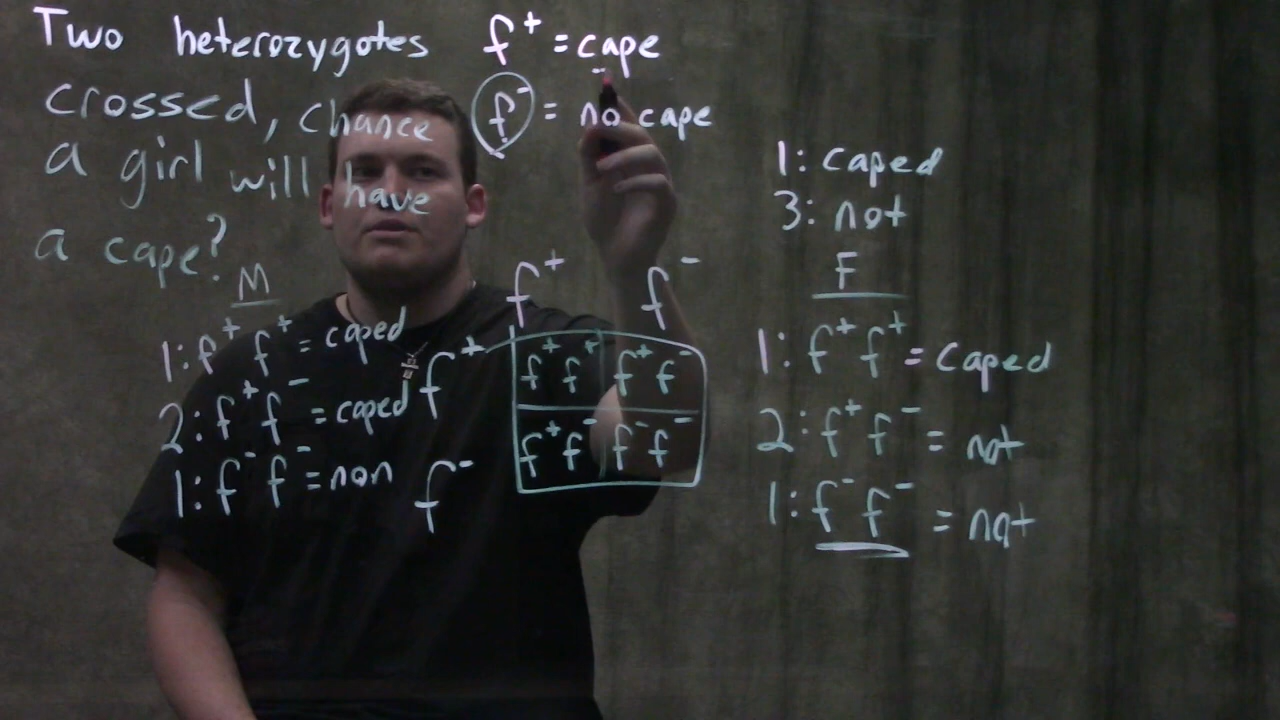 Two heterozygotes
crossed, chance
a girl will have
a cape?
f⁺ = cape
f⁻ = no cape
1: caped
3: not
M
1: f⁺ f⁺ = caped
2: f⁺ f⁻ = caped
1: f⁻ f⁻ = non
f⁺ f⁻
f⁺ f⁺ f⁺ f⁺ f⁻
f⁻ f⁺ f⁻ f⁻ f⁻
F
1: f⁺ f⁺ = caped
2: f⁺ f⁻ = not
1: f⁻ f⁻ = not